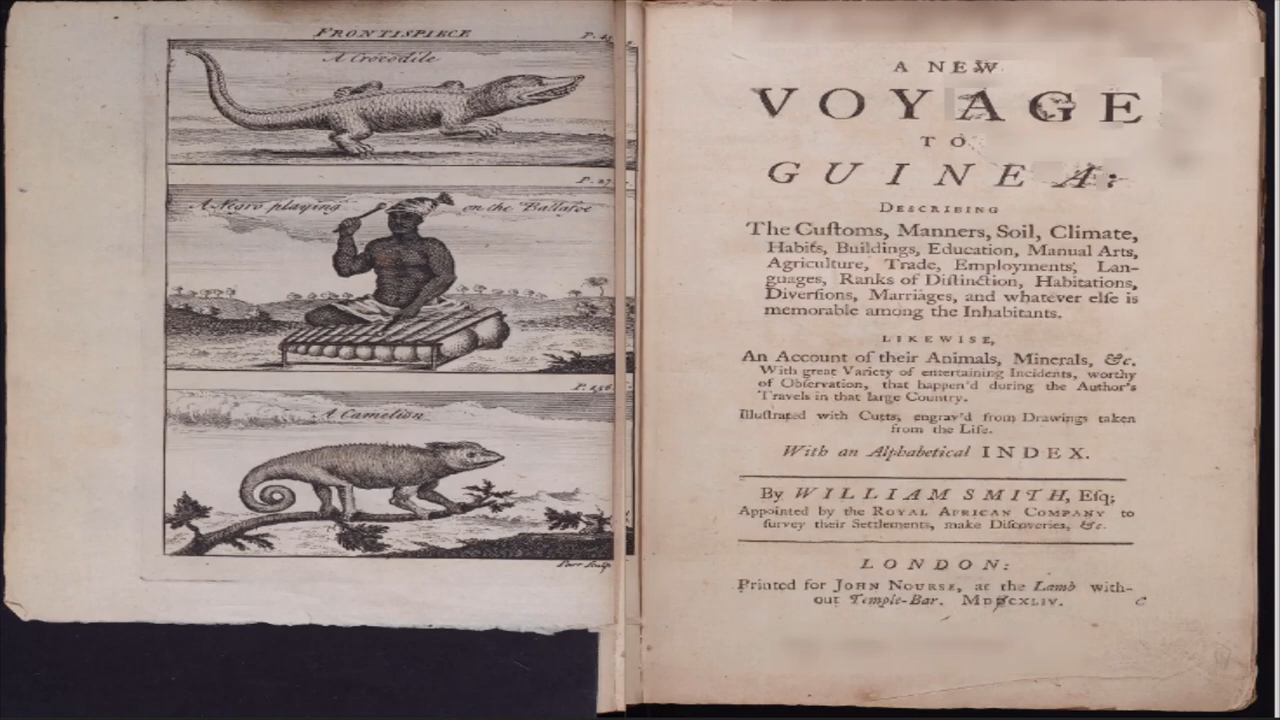 FRONTISPIECE
A Crocodile
A Negro playing on the Ballafoe
A Camelion
A NEW
VOYAGE
TO
GUINEA:
DESCRIBING
The Cuſtoms, Manners, Soil, Climate,
Habits, Buildings, Education, Manual Arts,
Agriculture, Trade, Employments, Lan-
guages, Ranks of Diſtinction, Habitations,
Diverſions, Marriages, and whatever elſe is
memorable among the Inhabitants.
LIKEWISE,
An Account of their Animals, Minerals, &c.
With great Variety of entertaining Incidents, worthy
of Obſervation, that happen'd during the Author's
Travels in that large Country.
Illuſtrated with Cutts, engrav'd from Drawings taken
from the Life.
With an Alphabetical INDEX.
By WILLIAM SMITH, Eſq;
Appointed by the ROYAL AFRICAN COMPANY to
ſurvey their Settlements, make Diſcoveries, &c.
LONDON:
Printed for JOHN NOURSE, at the Lamb with-
out Temple-Bar. MDCCXLIV.